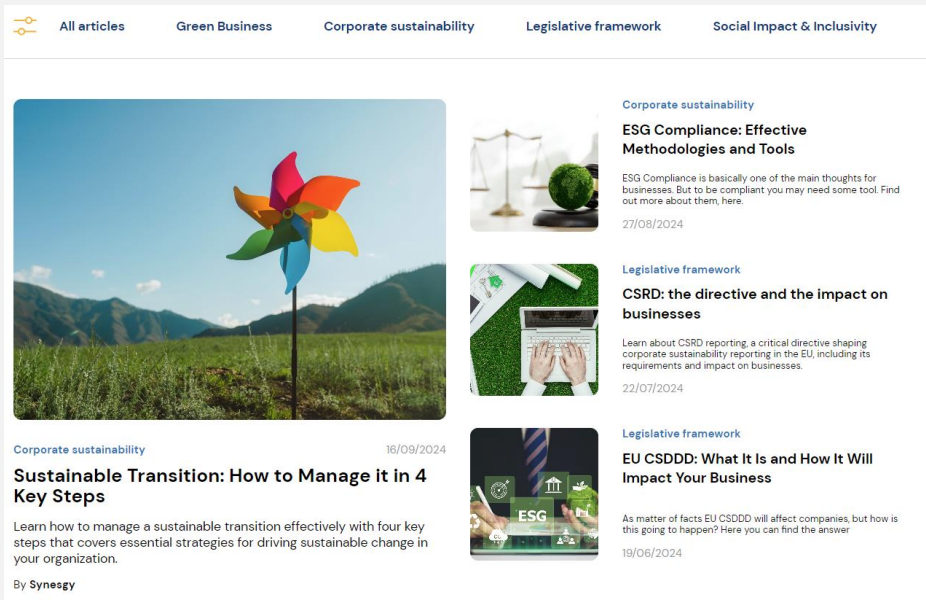 All articles
Green Business
Corporate sustainability
Legislative framework
Social Impact & Inclusivity
Corporate sustainability
16/09/2024
Sustainable Transition: How to Manage it in 4
Key Steps
Learn how to manage a sustainable transition effectively with four key
steps that covers essential strategies for driving sustainable change in
your organization.
By Synesgy
Corporate sustainability
ESG Compliance: Effective
Methodologies and Tools
ESG Compliance is basically one of the main thoughts for
businesses. But to be compliant you may need some tool. Find
out more about them, here.
27/08/2024
Legislative framework
CSRD: the directive and the impact on
businesses
Learn about CSRD reporting, a critical directive shaping
corporate sustainability reporting in the EU, including its
requirements and impact on businesses.
22/07/2024
ESG
Legislative framework
EU CSDDD: What It Is and How It Will
Impact Your Business
As matter of facts EU CSDDD will affect companies, but how is
this going to happen? Here you can find the answer
19/06/2024